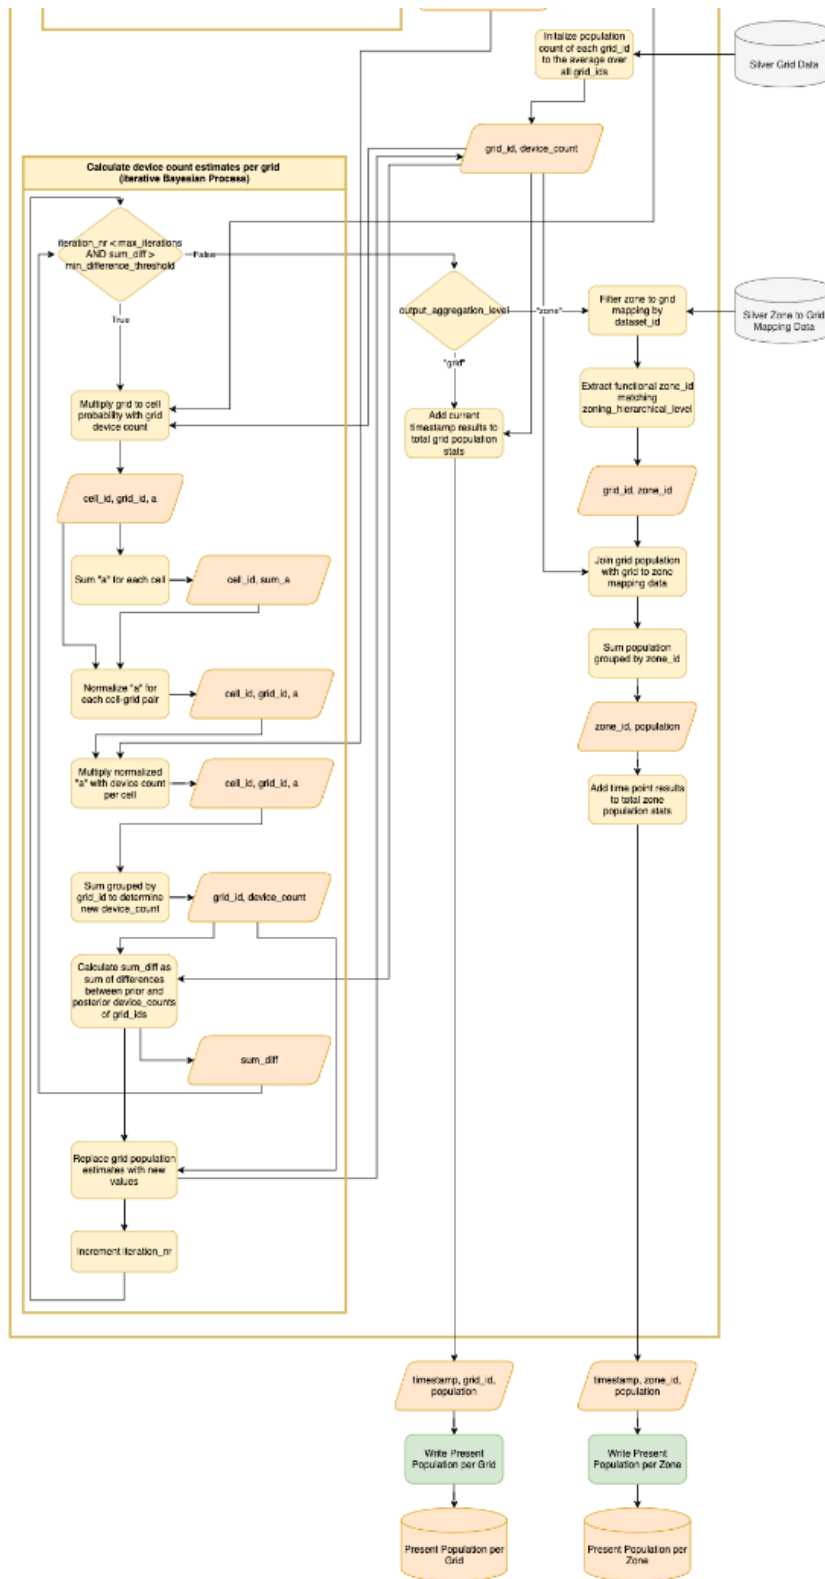 Initalize population
count of each grid_id
to the average over
all grid_ids
Silver Grid Data
grid_id, device_count
Calculate device count estimates per grid
(Iterative Bayesian Process)
iteration_nr < max_iterations
AND sum_diff >
min_difference_threshold
False
True
output_aggregation_level
"zone"
"grid"
Filter zone to grid
mapping by
dataset_id
Silver Zone to Grid
Mapping Data
Extract functional zone_id
matching
zoning_hierarchical_level
Multiply grid to cell
probability with grid
device count
Add current
timestamp results to
total grid population
stats
cell_id, grid_id, a
grid_id, zone_id
Sum "a" for each cell
cell_id, sum_a
Join grid population
with grid to zone
mapping data
Sum population
grouped by zone_id
Normalize "a" for
each cell-grid pair
cell_id, grid_id, a
zone_id, population
Multiply normalized
"a" with device count
per cell
cell_id, grid_id, a
Add time point results
to total zone
population stats
Sum grouped by
grid_id to determine
new device_count
grid_id, device_count
Calculate sum_diff as
sum of differences
between prior and
posterior device_counts
of grid_ids
sum_diff
Replace grid population
estimates with new
values
Increment iteration_nr
timestamp, grid_id,
population
timestamp, zone_id,
population
Write Present
Population per Grid
Write Present
Population per Zone
Present Population per
Grid
Present Population per
Zone